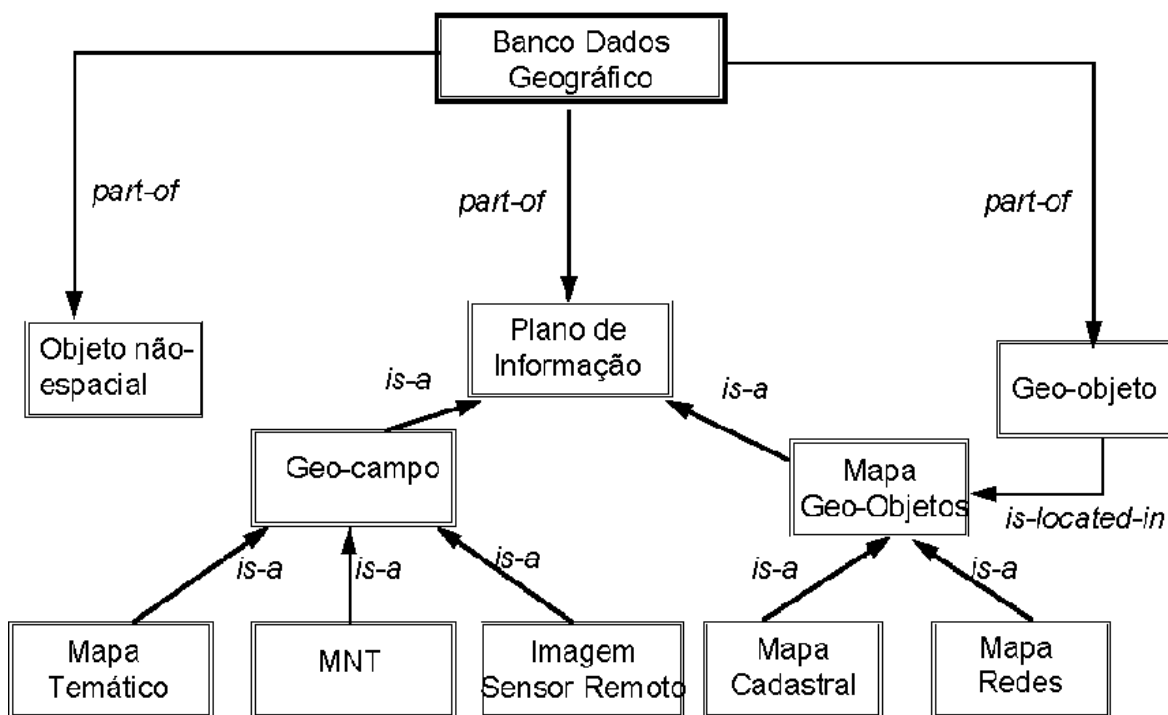 Banco Dados
Geográfico
part-of
part-of
part-of
Objeto não-
espacial
Plano de
Informação
Geo-objeto
is-a
is-a
Geo-campo
Mapa
Geo-Objetos
is-located-in
is-a
is-a
is-a
is-a
is-a
Mapa
Temático
MNT
Imagem
Sensor Remoto
Mapa
Cadastral
Mapa
Redes